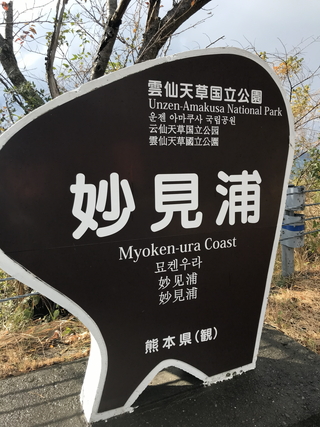 雲仙天草国立公園
Unzen-Amakusa National Park
운젠 아마쿠사 국립공원
云仙天草国立公园
雲仙天草國立公園
妙見浦
Myoken-ura Coast
묘켄우라
妙见浦
妙見浦
熊本県(観)